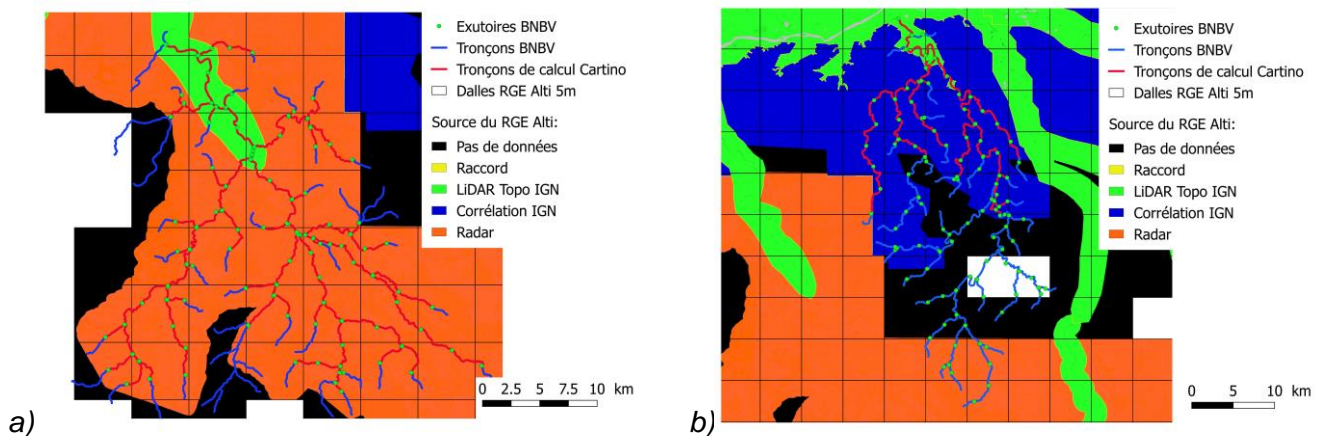 Exutoires BNBV
Tronçons BNBV
Tronçons de calcul Cartino
Dalles RGE Alti 5m
Source du RGE Alti:
Pas de données
Raccord
LiDAR Topo IGN
Corrélation IGN
Radar
0 2.5 5 7.5 10 km
a)
Exutoires BNBV
Tronçons BNBV
Tronçons de calcul Cartino
Dalles RGE Alti 5m
Source du RGE Alti:
Pas de données
Raccord
LiDAR Topo IGN
Corrélation IGN
Radar
0 5 10 km
b)